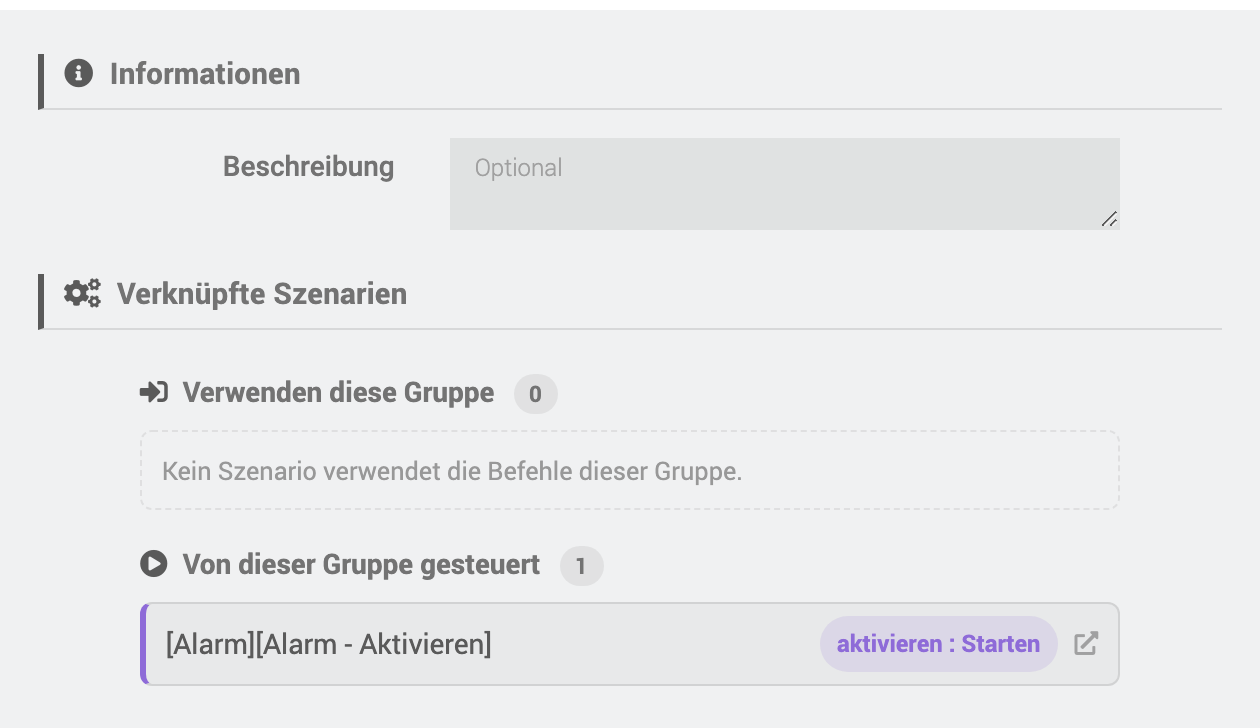 Informationen
Beschreibung
Optional
Verknüpfte Szenarien
Verwenden diese Gruppe 0
Kein Szenario verwendet die Befehle dieser Gruppe.
Von dieser Gruppe gesteuert 1
[Alarm][Alarm - Aktivieren] aktivieren : Starten